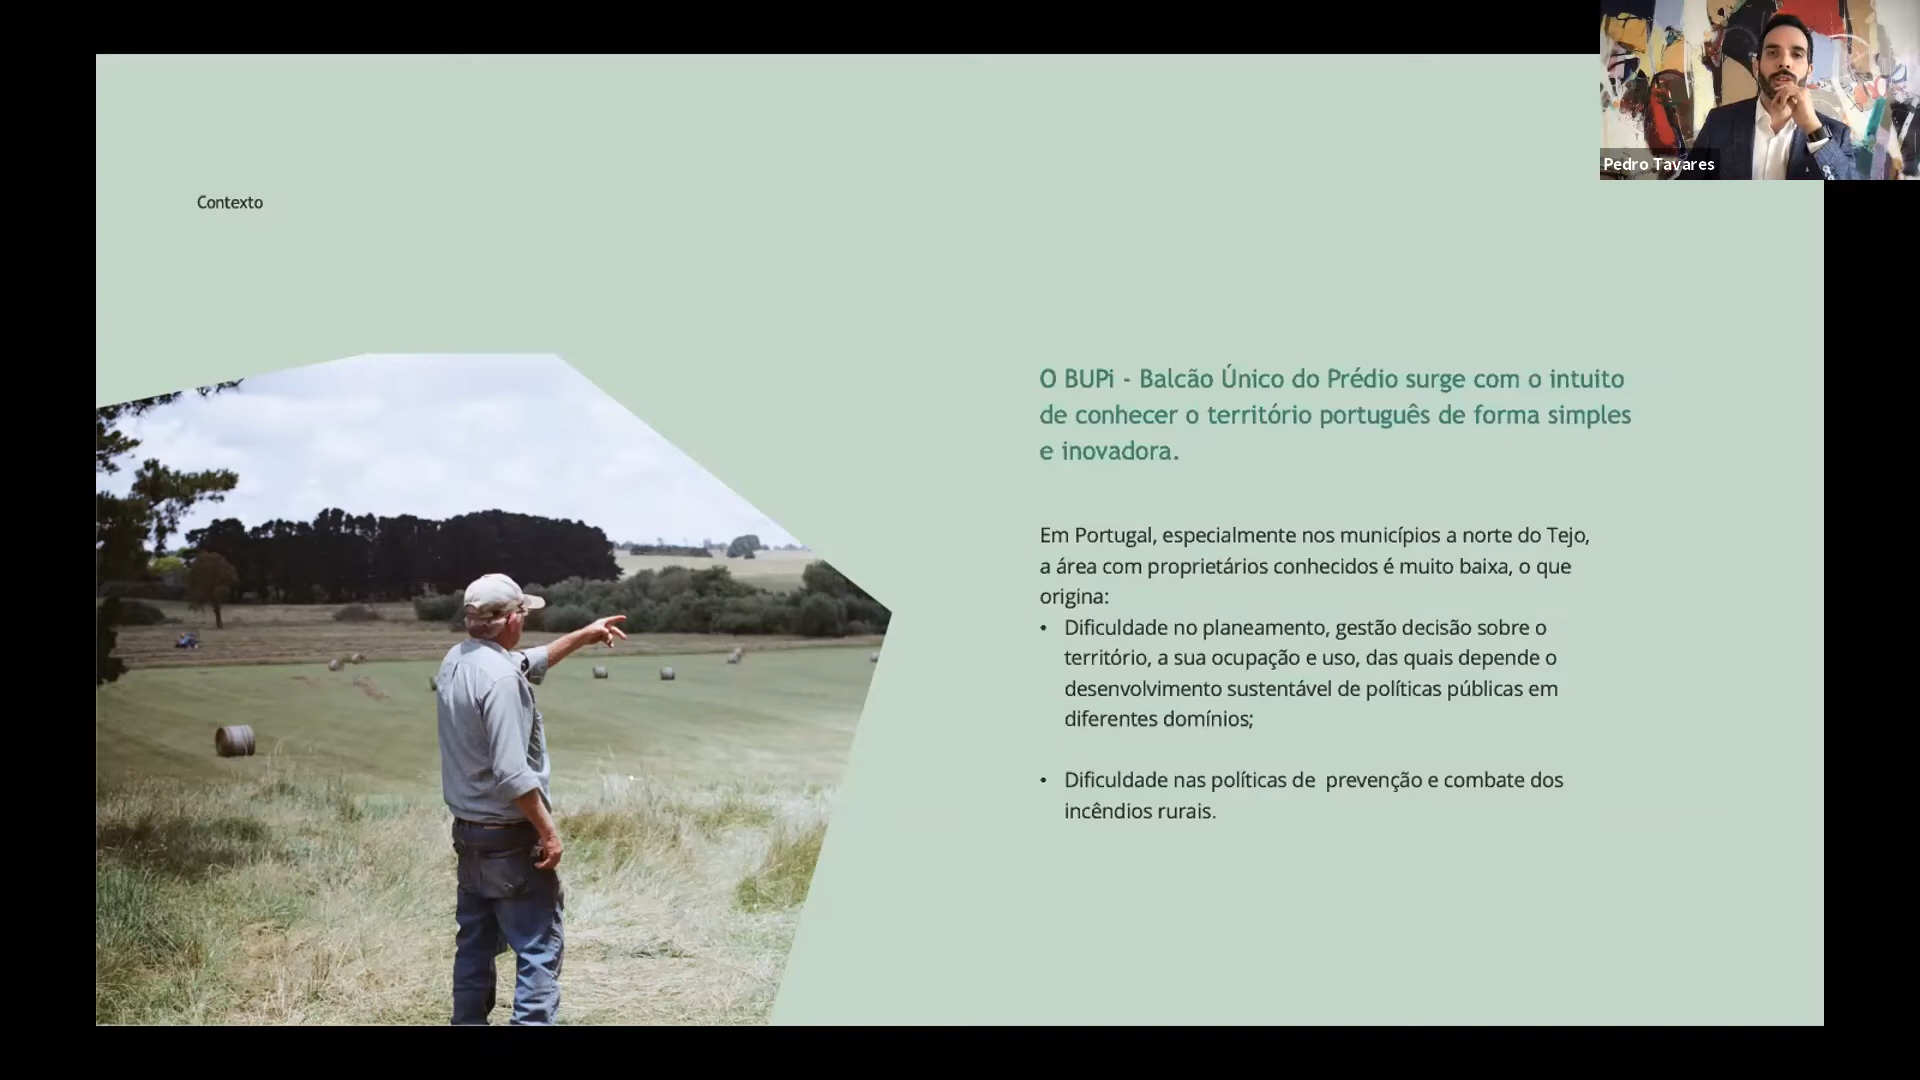 Pedro Tavares
Contexto
O BUPi - Balcão Único do Prédio surge com o intuito
de conhecer o território português de forma simples
e inovadora.
Em Portugal, especialmente nos municípios a norte do Tejo,
a área com proprietários conhecidos é muito baixa, o que
origina:
• Dificuldade no planeamento, gestão decisão sobre o
território, a sua ocupação e uso, das quais depende o
desenvolvimento sustentável de políticas públicas em
diferentes domínios;
• Dificuldade nas políticas de  prevenção e combate dos
incêndios rurais.